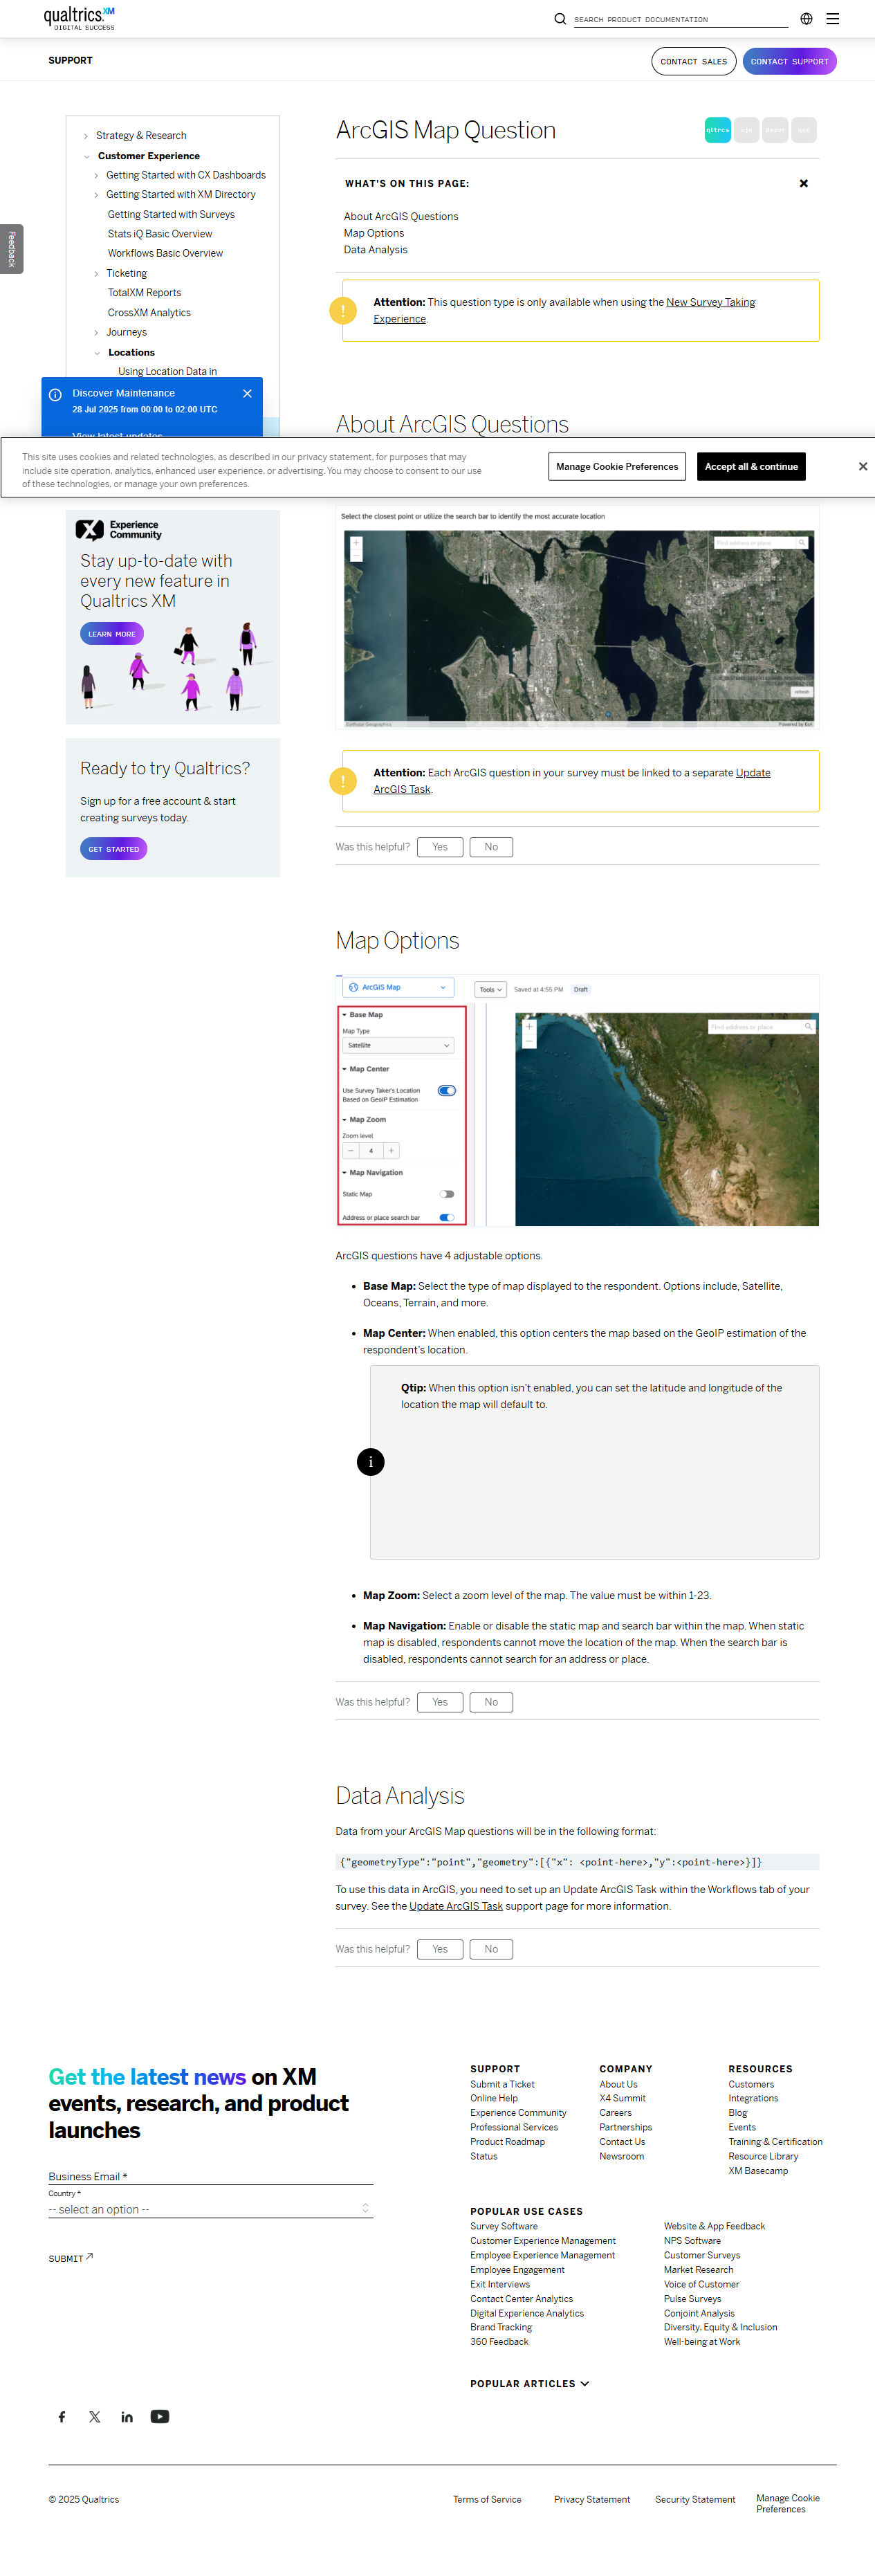 qualtrics.XM
DIGITAL SUCCESS
SEARCH PRODUCT DOCUMENTATION
SUPPORT
CONTACT SALES
CONTACT SUPPORT
Strategy & Research
Customer Experience
Getting Started with CX Dashboards
Getting Started with XM Directory
Getting Started with Surveys
Stats iQ Basic Overview
Workflows Basic Overview
Ticketing
TotalXM Reports
CrossXM Analytics
Journeys
Locations
Using Location Data in
Feedback
Discover Maintenance
28 Jul 2025 from 00:00 to 02:00 UTC
View latest updates
ArcGIS Map Question
qltrcs
WHAT'S ON THIS PAGE:
About ArcGIS Questions
Map Options
Data Analysis
Attention: This question type is only available when using the New Survey Taking
Experience.
About ArcGIS Questions
This site uses cookies and related technologies, as described in our privacy statement, for purposes that may
include site operation, analytics, enhanced user experience, or advertising. You may choose to consent to our use
of these technologies, or manage your own preferences.
Manage Cookie Preferences
Accept all & continue
Experience
Community
Stay up-to-date with
every new feature in
Qualtrics XM
LEARN MORE
Ready to try Qualtrics?
Sign up for a free account & start
creating surveys today.
GET STARTED
Select the closest point or utilize the search bar to identify the most accurate location
Find address or place
refresh
Earthstar Geographics
Powered by Esri
Attention: Each ArcGIS question in your survey must be linked to a separate Update
ArcGIS Task.
Was this helpful? Yes No
Map Options
ArcGIS Map
Tools
Saved at 4:55 PM
Draft
Base Map
Map Type
Satellite
Map Center
Use Survey Taker's Location
Based on GeoIP Estimation
Map Zoom
Zoom level
4
Map Navigation
Static Map
Address or place search bar
Find address or place
ArcGIS questions have 4 adjustable options.
Base Map: Select the type of map displayed to the respondent. Options include, Satellite,
Oceans, Terrain, and more.
Map Center: When enabled, this option centers the map based on the GeoIP estimation of the
respondent's location.
Qtip: When this option isn't enabled, you can set the latitude and longitude of the
location the map will default to.
Map Zoom: Select a zoom level of the map. The value must be within 1-23.
Map Navigation: Enable or disable the static map and search bar within the map. When static
map is disabled, respondents cannot move the location of the map. When the search bar is
disabled, respondents cannot search for an address or place.
Was this helpful? Yes No
Data Analysis
Data from your ArcGIS Map questions will be in the following format:
{"geometryType":"point","geometry":[{"x": <point-here>,"y":<point-here>}]}
To use this data in ArcGIS, you need to set up an Update ArcGIS Task within the Workflows tab of your
survey. See the Update ArcGIS Task support page for more information.
Was this helpful? Yes No
Get the latest news on XM
events, research, and product
launches
Business Email *
Country *
-- select an option --
SUBMIT
SUPPORT
Submit a Ticket
Online Help
Experience Community
Professional Services
Product Roadmap
Status
COMPANY
About Us
X4 Summit
Careers
Partnerships
Contact Us
Newsroom
RESOURCES
Customers
Integrations
Blog
Events
Training & Certification
Resource Library
XM Basecamp
POPULAR USE CASES
Survey Software
Customer Experience Management
Employee Experience Management
Employee Engagement
Exit Interviews
Contact Center Analytics
Digital Experience Analytics
Brand Tracking
360 Feedback
Website & App Feedback
NPS Software
Customer Surveys
Market Research
Voice of Customer
Pulse Surveys
Conjoint Analysis
Diversity, Equity & Inclusion
Well-being at Work
POPULAR ARTICLES
© 2025 Qualtrics
Terms of Service
Privacy Statement
Security Statement
Manage Cookie
Preferences